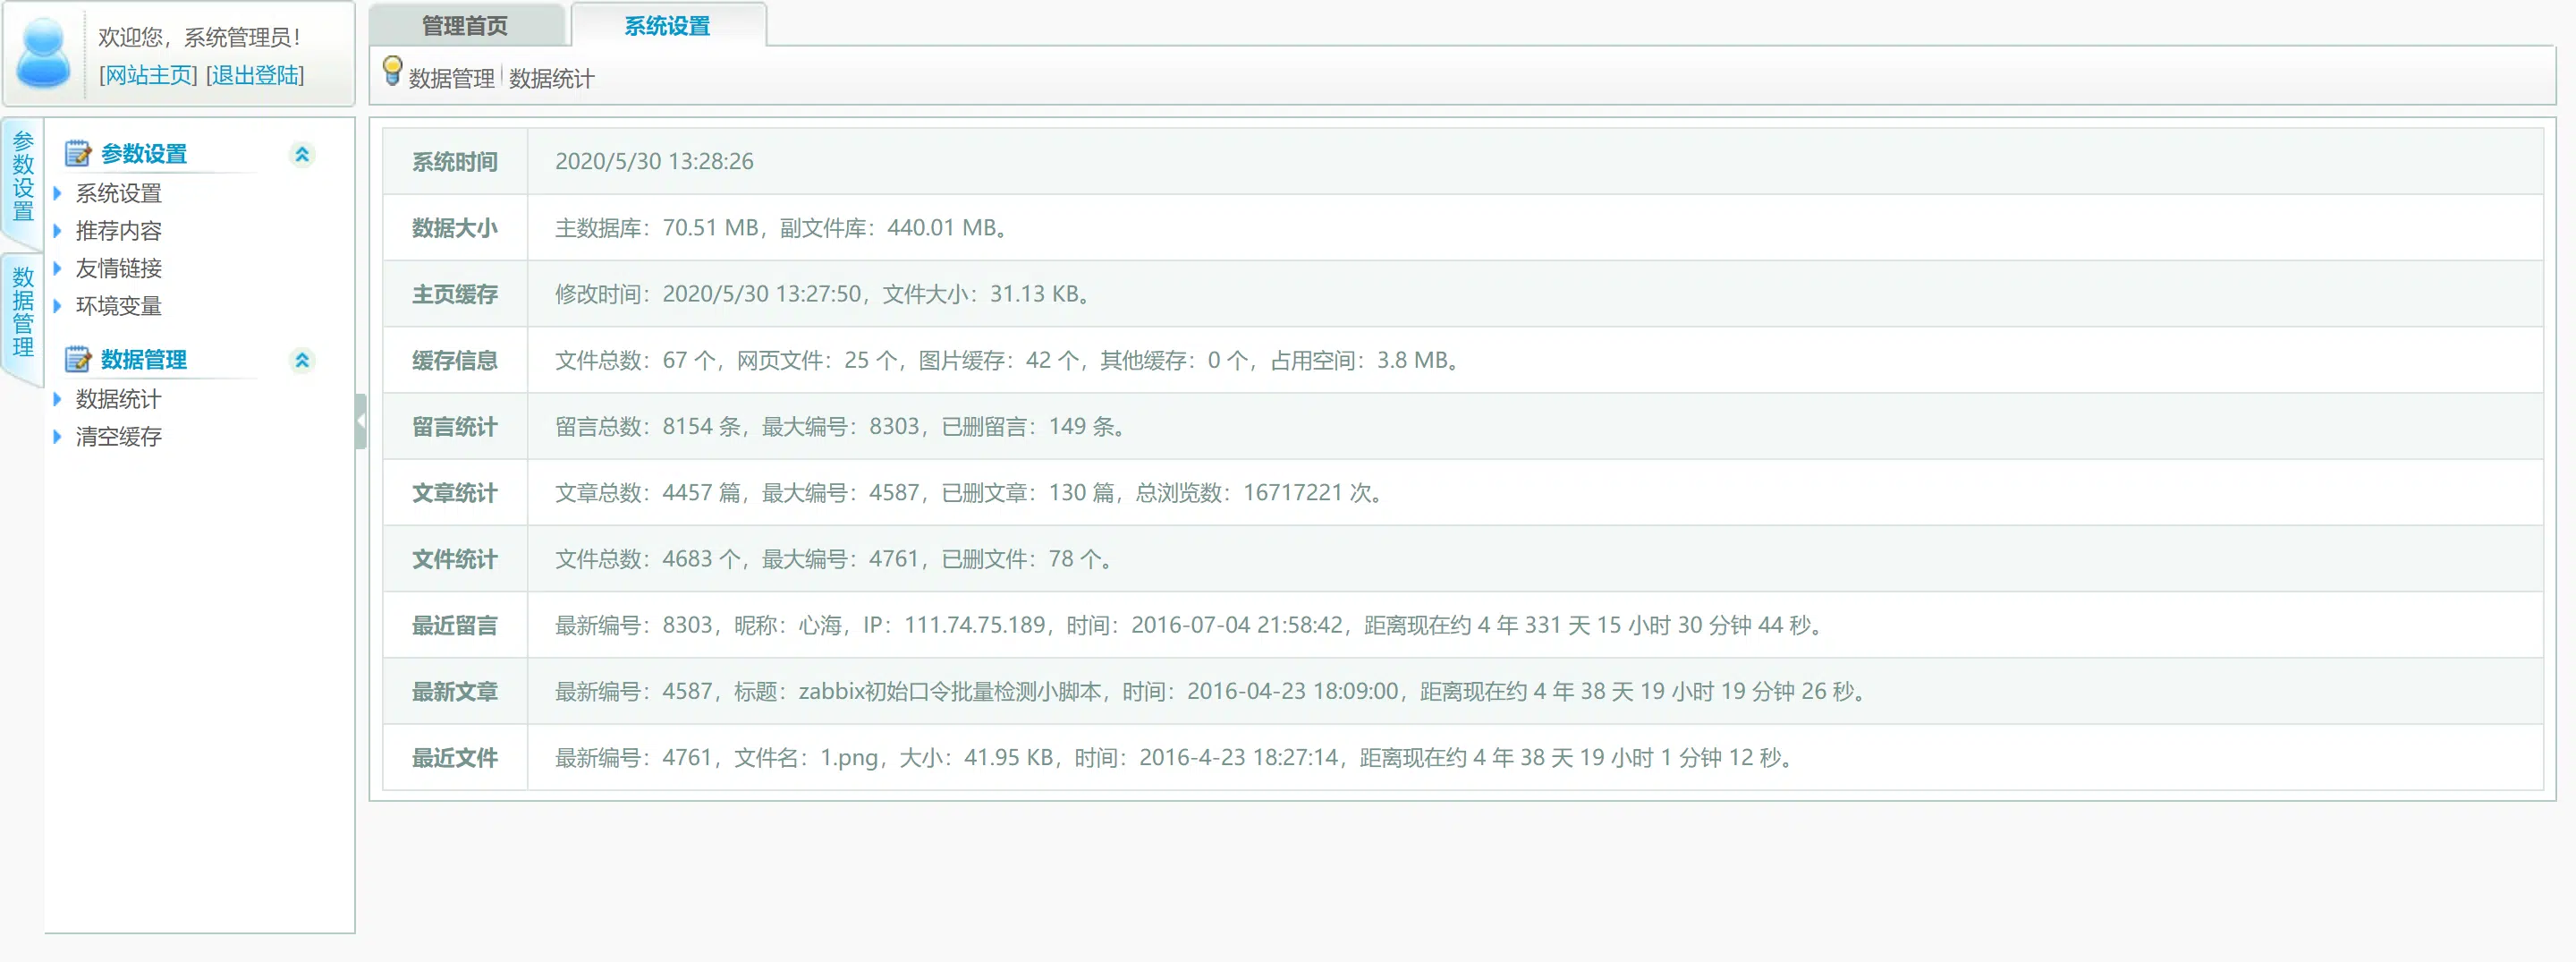 欢迎您，系统管理员！
[网站主页] [退出登陆]
管理首页
系统设置
数据管理 数据统计
参数设置
数据管理
参数设置
系统设置
推荐内容
友情链接
环境变量
数据管理
数据统计
清空缓存
系统时间 2020/5/30 13:28:26
数据大小 主数据库：70.51 MB，副文件库：440.01 MB。
主页缓存 修改时间：2020/5/30 13:27:50，文件大小：31.13 KB。
缓存信息 文件总数：67 个，网页文件：25 个，图片缓存：42 个，其他缓存：0 个，占用空间：3.8 MB。
留言统计 留言总数：8154 条，最大编号：8303，已删留言：149 条。
文章统计 文章总数：4457 篇，最大编号：4587，已删文章：130 篇，总浏览数：16717221 次。
文件统计 文件总数：4683 个，最大编号：4761，已删文件：78 个。
最近留言 最新编号：8303，昵称：心海，IP：111.74.75.189，时间：2016-07-04 21:58:42，距离现在约 4 年 331 天 15 小时 30 分钟 44 秒。
最新文章 最新编号：4587，标题：zabbix初始口令批量检测小脚本，时间：2016-04-23 18:09:00，距离现在约 4 年 38 天 19 小时 19 分钟 26 秒。
最近文件 最新编号：4761，文件名：1.png，大小：41.95 KB，时间：2016-4-23 18:27:14，距离现在约 4 年 38 天 19 小时 1 分钟 12 秒。